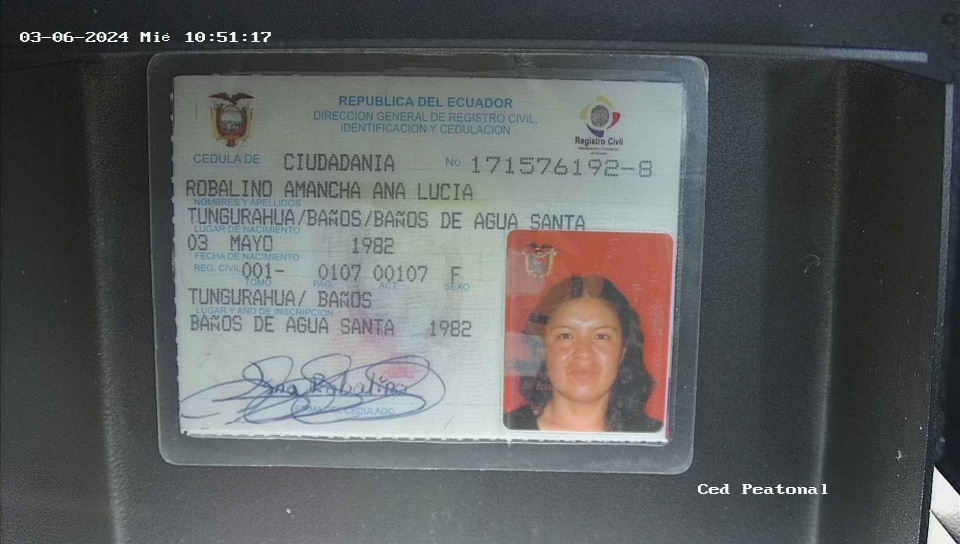 03-06-2024 Mié 10:51:17
REPUBLICA DEL ECUADOR
DIRECCION GENERAL DE REGISTRO CIVIL,
IDENTIFICACION Y CEDULACION
Registro Civil
CEDULA DE CIUDADANIA No. 171576192-8
ROBALINO AMANCHA ANA LUCIA
NOMBRES Y APELLIDOS
TUNGURAHUA/BAÑOS/BAÑOS DE AGUA SANTA
LUGAR DE NACIMIENTO
03 MAYO 1982
FECHA DE NACIMIENTO
REG. CIVIL 001- 0107 00107 F
TOMO PAG. ACT. SEXO
TUNGURAHUA/ BAÑOS
LUGAR Y AÑO DE INSCRIPCION
BAÑOS DE AGUA SANTA 1982
Ana Robalino
FIRMA DEL CEDULADO
Ced Peatonal